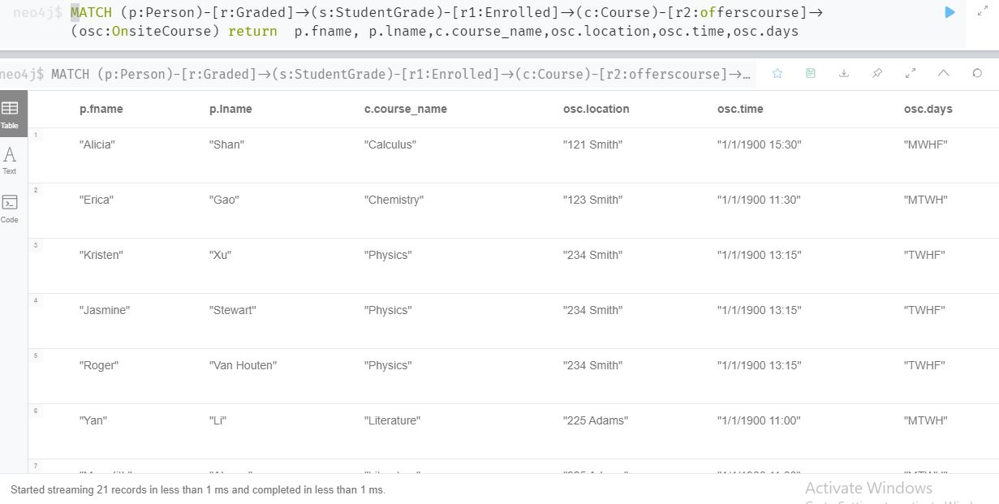 neo4j$ MATCH (p:Person)-[r:Graded]→(s:StudentGrade)-[r1:Enrolled]→(c:Course)-[r2:offerscourse]→
(osc:OnsiteCourse) return  p.fname, p.lname,c.course_name,osc.location,osc.time,osc.days
neo4j$ MATCH (p:Person)-[r:Graded]→(s:StudentGrade)-[r1:Enrolled]→(c:Course)-[r2:offerscourse]→…
p.fname p.lname c.course_name osc.location osc.time osc.days
Table
1
"Alicia" "Shan" "Calculus" "121 Smith" "1/1/1900 15:30" "MWHF"
Text
2
"Erica" "Gao" "Chemistry" "123 Smith" "1/1/1900 11:30" "MTWH"
Code
3
"Kristen" "Xu" "Physics" "234 Smith" "1/1/1900 13:15" "TWHF"
4
"Jasmine" "Stewart" "Physics" "234 Smith" "1/1/1900 13:15" "TWHF"
5
"Roger" "Van Houten" "Physics" "234 Smith" "1/1/1900 13:15" "TWHF"
6
"Yan" "Li" "Literature" "225 Adams" "1/1/1900 11:00" "MTWH"
7
Started streaming 21 records in less than 1 ms and completed in less than 1 ms.
Activate Windows